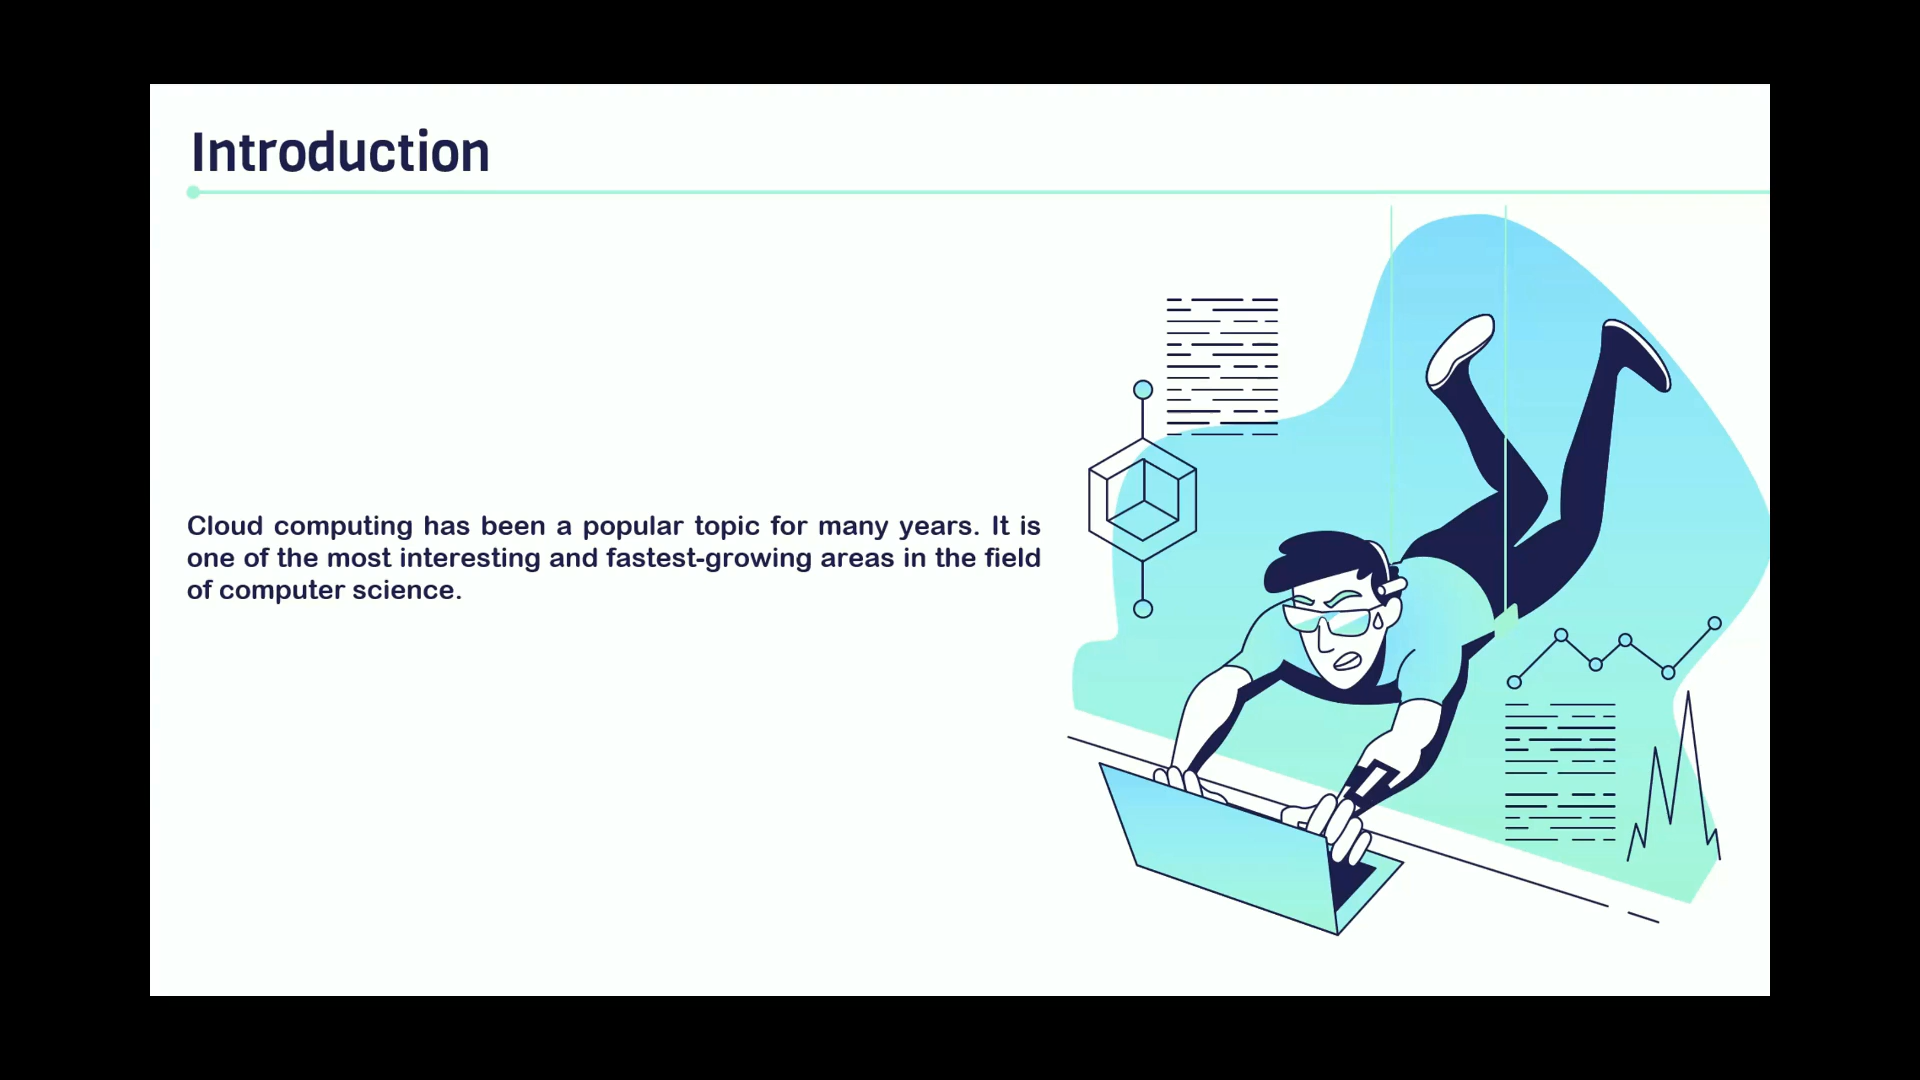 Introduction
Cloud computing has been a popular topic for many years. It is
one of the most interesting and fastest-growing areas in the field
of computer science.